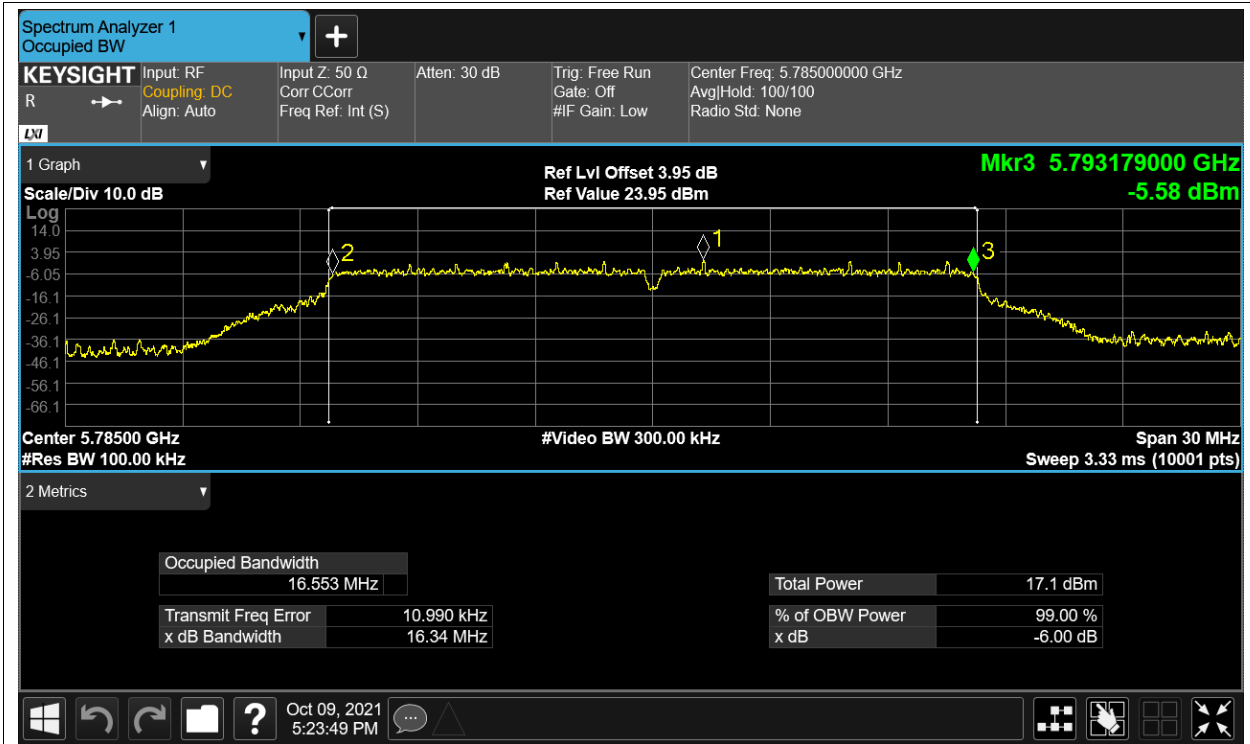 Spectrum Analyzer 1
Occupied BW
KEYSIGHT
R
LXI
Input: RF
Coupling: DC
Align: Auto
Input Z: 50 Ω
Corr CCorr
Freq Ref: Int (S)
Atten: 30 dB
Trig: Free Run
Gate: Off
#IF Gain: Low
Center Freq: 5.785000000 GHz
Avg|Hold: 100/100
Radio Std: None
1 Graph
Scale/Div 10.0 dB
Ref Lvl Offset 3.95 dB
Ref Value 23.95 dBm
Mkr3 5.793179000 GHz
-5.58 dBm
Log
14.0
3.95
-6.05
-16.1
-26.1
-36.1
-46.1
-56.1
-66.1
2
1
3
Center 5.78500 GHz
#Res BW 100.00 kHz
#Video BW 300.00 kHz
Span 30 MHz
Sweep 3.33 ms (10001 pts)
2 Metrics
Occupied Bandwidth
16.553 MHz
Transmit Freq Error 10.990 kHz
x dB Bandwidth 16.34 MHz
Total Power 17.1 dBm
% of OBW Power 99.00 %
x dB -6.00 dB
?
Oct 09, 2021
5:23:49 PM